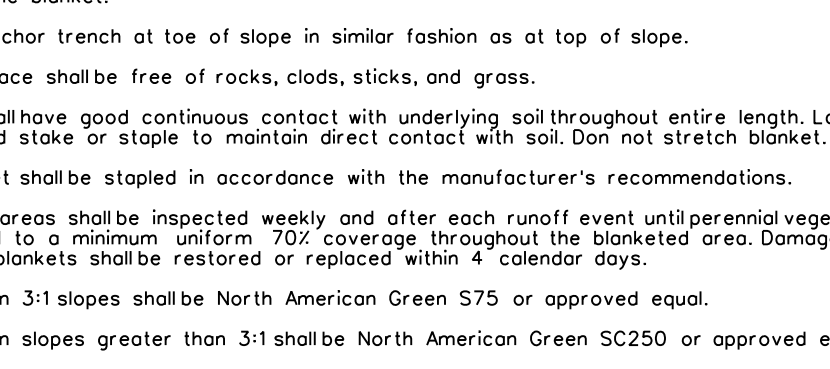 chor trench at toe of slope in similar fashion as at top of slope.
ace shall be free of rocks, clods, sticks, and grass.
all have good continuous contact with underlying soil throughout entire length. Lo
d stake or staple to maintain direct contact with soil. Don not stretch blanket.
t shall be stapled in accordance with the manufacturer's recommendations.
areas shall be inspected weekly and after each runoff event until perennial vege
to a minimum uniform 70% coverage throughout the blanketed area. Damag
blankets shall be restored or replaced within 4 calendar days.
n 3:1 slopes shall be North American Green S75 or approved equal.
n slopes greater than 3:1 shall be North American Green SC250 or approved e